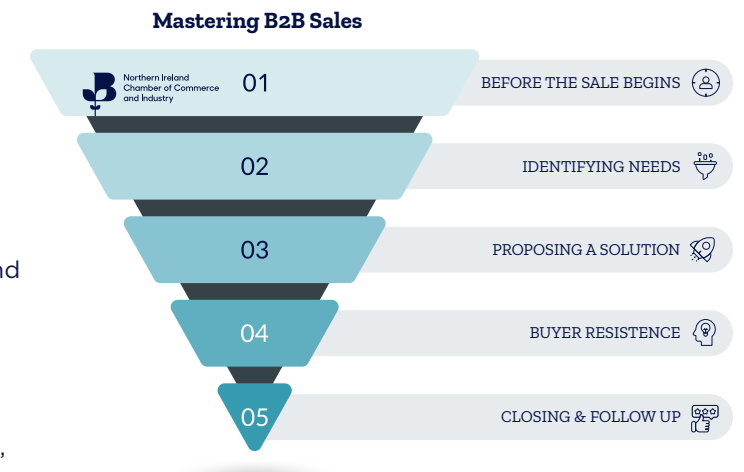 Mastering B2B Sales
Northern Ireland
Chamber of Commerce
and Industry
01
BEFORE THE SALE BEGINS
02
IDENTIFYING NEEDS
03
PROPOSING A SOLUTION
nd
04
BUYER RESISTENCE
05
CLOSING & FOLLOW UP
,